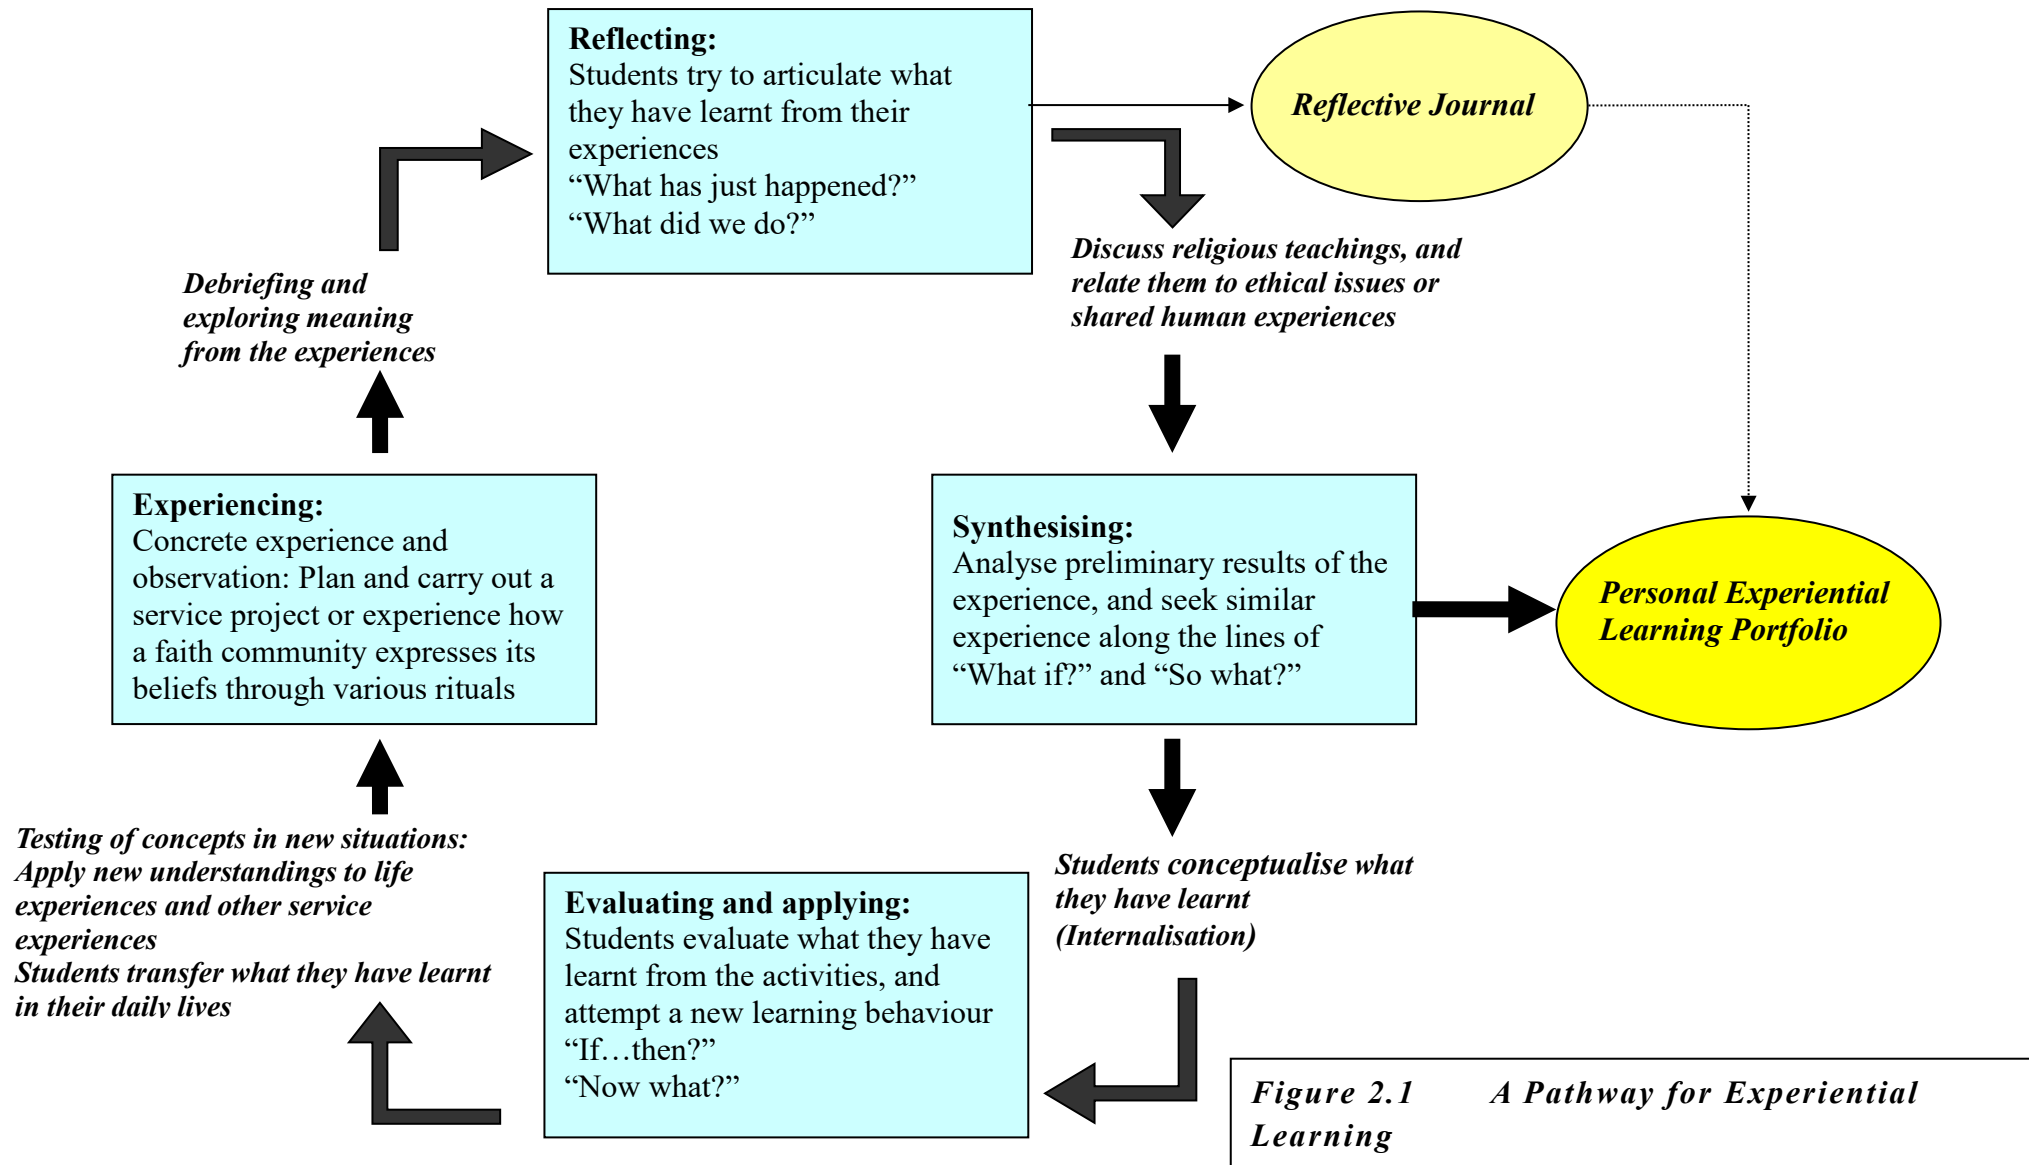 Reflecting:
Students try to articulate what
they have learnt from their
experiences
“What has just happened?”
“What did we do?”
Reflective Journal
Discuss religious teachings, and
relate them to ethical issues or
shared human experiences
Debriefing and
exploring meaning
from the experiences
Experiencing:
Concrete experience and
observation: Plan and carry out a
service project or experience how
a faith community expresses its
beliefs through various rituals
Synthesising:
Analyse preliminary results of the
experience, and seek similar
experience along the lines of
“What if?” and “So what?”
Personal Experiential
Learning Portfolio
Testing of concepts in new situations:
Apply new understandings to life
experiences and other service
experiences
Students transfer what they have learnt
in their daily lives
Evaluating and applying:
Students evaluate what they have
learnt from the activities, and
attempt a new learning behaviour
“If…then?”
“Now what?”
Students conceptualise what
they have learnt
(Internalisation)
Figure 2.1 A Pathway for Experiential
Learning